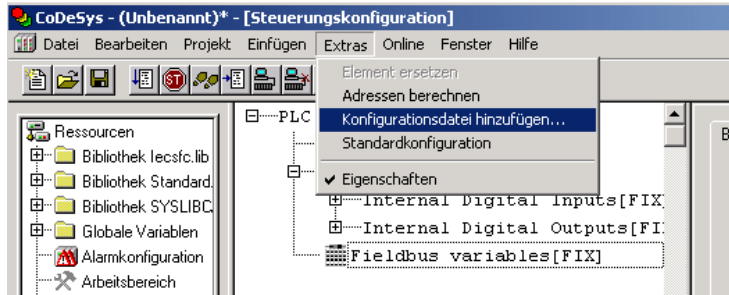 CoDeSys - (Unbenannt)* - [Steuerungskonfiguration]
Datei Bearbeiten Projekt Einfügen Extras Online Fenster Hilfe
Element ersetzen
Adressen berechnen
Konfigurationsdatei hinzufügen...
Standardkonfiguration
Eigenschaften
STOP
Ressourcen
Bibliothek Iecsfc.lib
Bibliothek Standard.
Bibliothek SYSLIBC
Globale Variablen
Alarmkonfiguration
Arbeitsbereich
PLC
Internal Digital Inputs[FIX
Internal Digital Outputs[FI
Fieldbus variables[FIX]
B